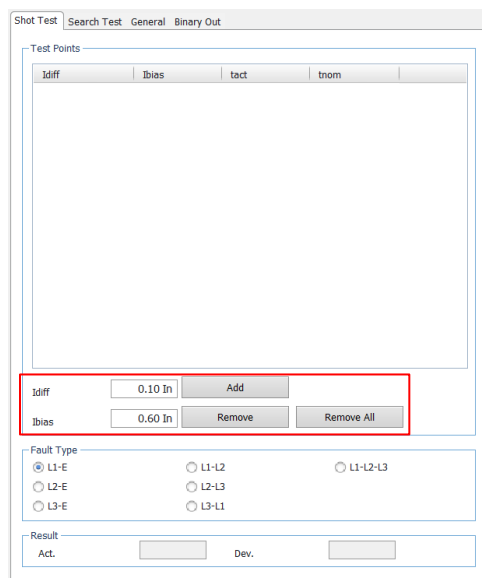 Shot Test Search Test General Binary Out
Test Points
Idiff Ibias tact tnom
Idiff 0.10 In Add
Ibias 0.60 In Remove Remove All
Fault Type
L1-E L1-L2 L1-L2-L3
L2-E L2-L3
L3-E L3-L1
Result
Act. Dev.